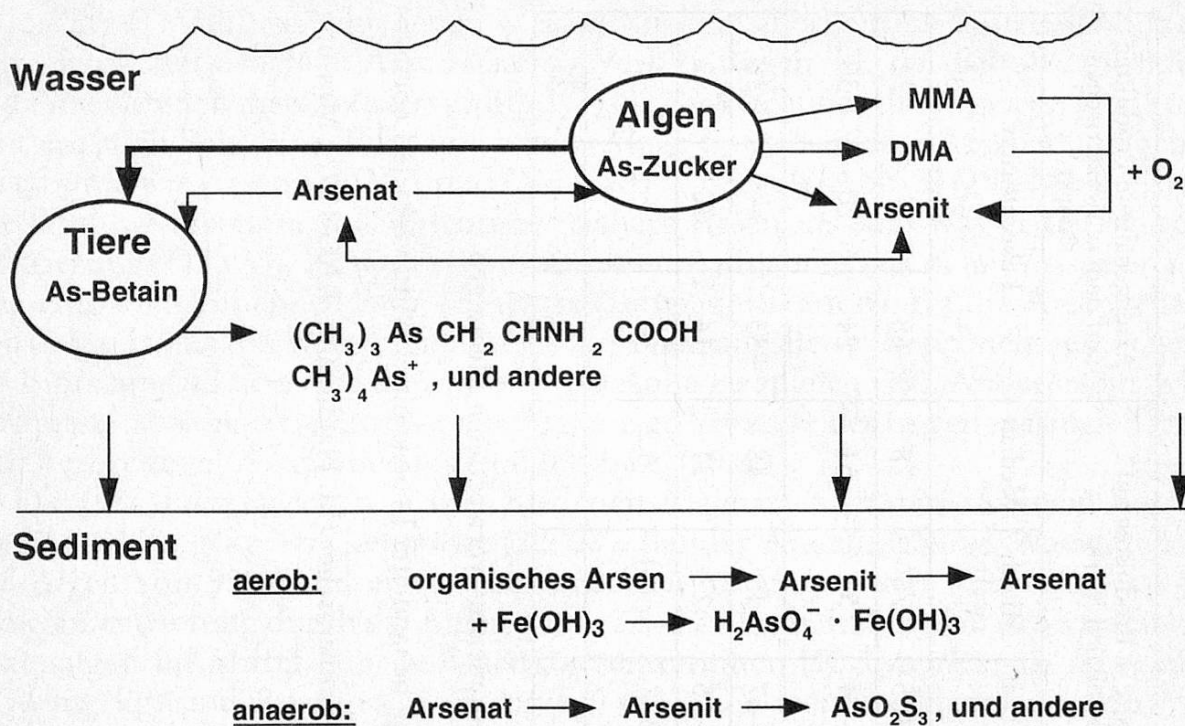 Wasser
Algen
As-Zucker
MMA
DMA
Arsenit
+ O₂
Arsenat
Tiere
As-Betain
(CH₃)₃ As CH₂ CHNH₂ COOH
CH₃)₄ As⁺ , und andere
Sediment
aerob: organisches Arsen → Arsenit → Arsenat
+ Fe(OH)₃ → H₂AsO₄⁻ · Fe(OH)₃
anaerob: Arsenat → Arsenit → AsO₂S₃ , und andere